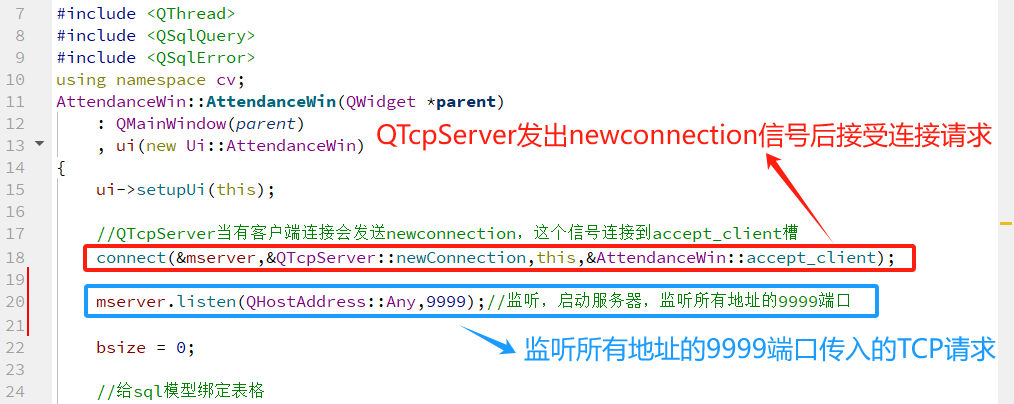 7 #include <QThread>
8 #include <QSqlQuery>
9 #include <QSqlError>
10 using namespace cv;
11 AttendanceWin::AttendanceWin(QWidget *parent)
12 : QMainWindow(parent)
QTcpServer发出newconnection信号后接受连接请求
13 , ui(new Ui::AttendanceWin)
14 {
15 ui->setupUi(this);
16
17 //QTcpServer当有客户端连接会发送newconnection，这个信号连接到accept_client槽
18 connect(&mserver,&QTcpServer::newConnection,this,&AttendanceWin::accept_client);
19
20 mserver.listen(QHostAddress::Any,9999);//监听，启动服务器，监听所有地址的9999端口
21
22 bsize = 0;
监听所有地址的9999端口传入的TCP请求
23
24 //给sql模型绑定表格